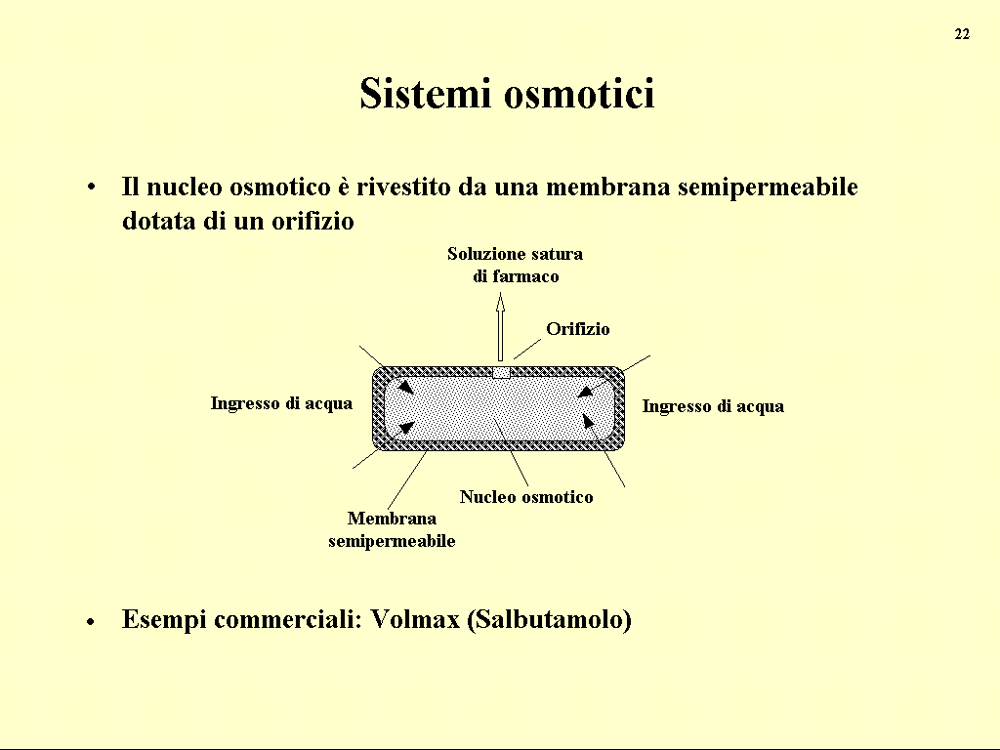 22
Sistemi osmotici
• Il nucleo osmotico è rivestito da una membrana semipermeabile
dotata di un orifizio
Soluzione satura
di farmaco
Orifizio
Ingresso di acqua
Ingresso di acqua
Nucleo osmotico
Membrana
semipermeabile
• Esempi commerciali: Volmax (Salbutamolo)